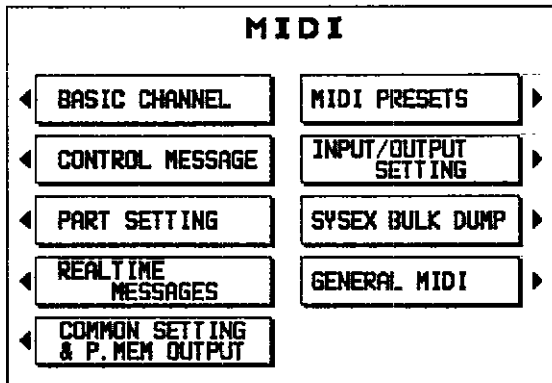 MIDI
BASIC CHANNEL
CONTROL MESSAGE
PART SETTING
REALTIME
MESSAGES
COMMON SETTING
& P.MEM OUTPUT
MIDI PRESETS
INPUT/OUTPUT
SETTING
SYSEX BULK DUMP
GENERAL MIDI